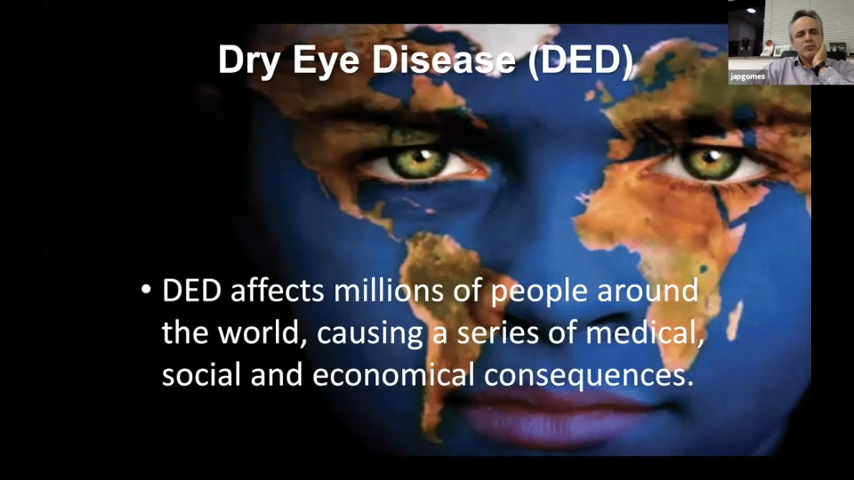 Dry Eye Disease (DED)
japgomes
• DED affects millions of people around
the world, causing a series of medical,
social and economical consequences.